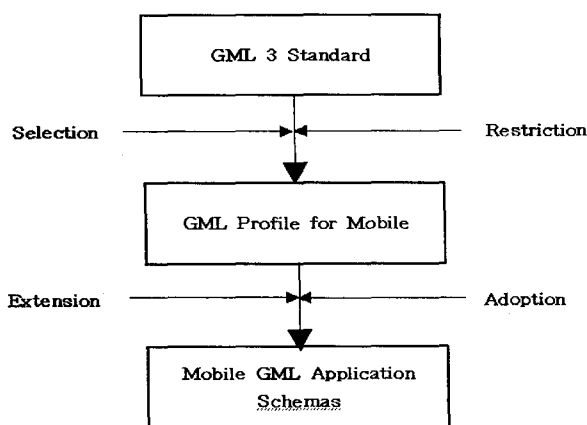 GML 3 Standard
Selection
Restriction
GML Profile for Mobile
Extension
Adoption
Mobile GML Application
Schemas